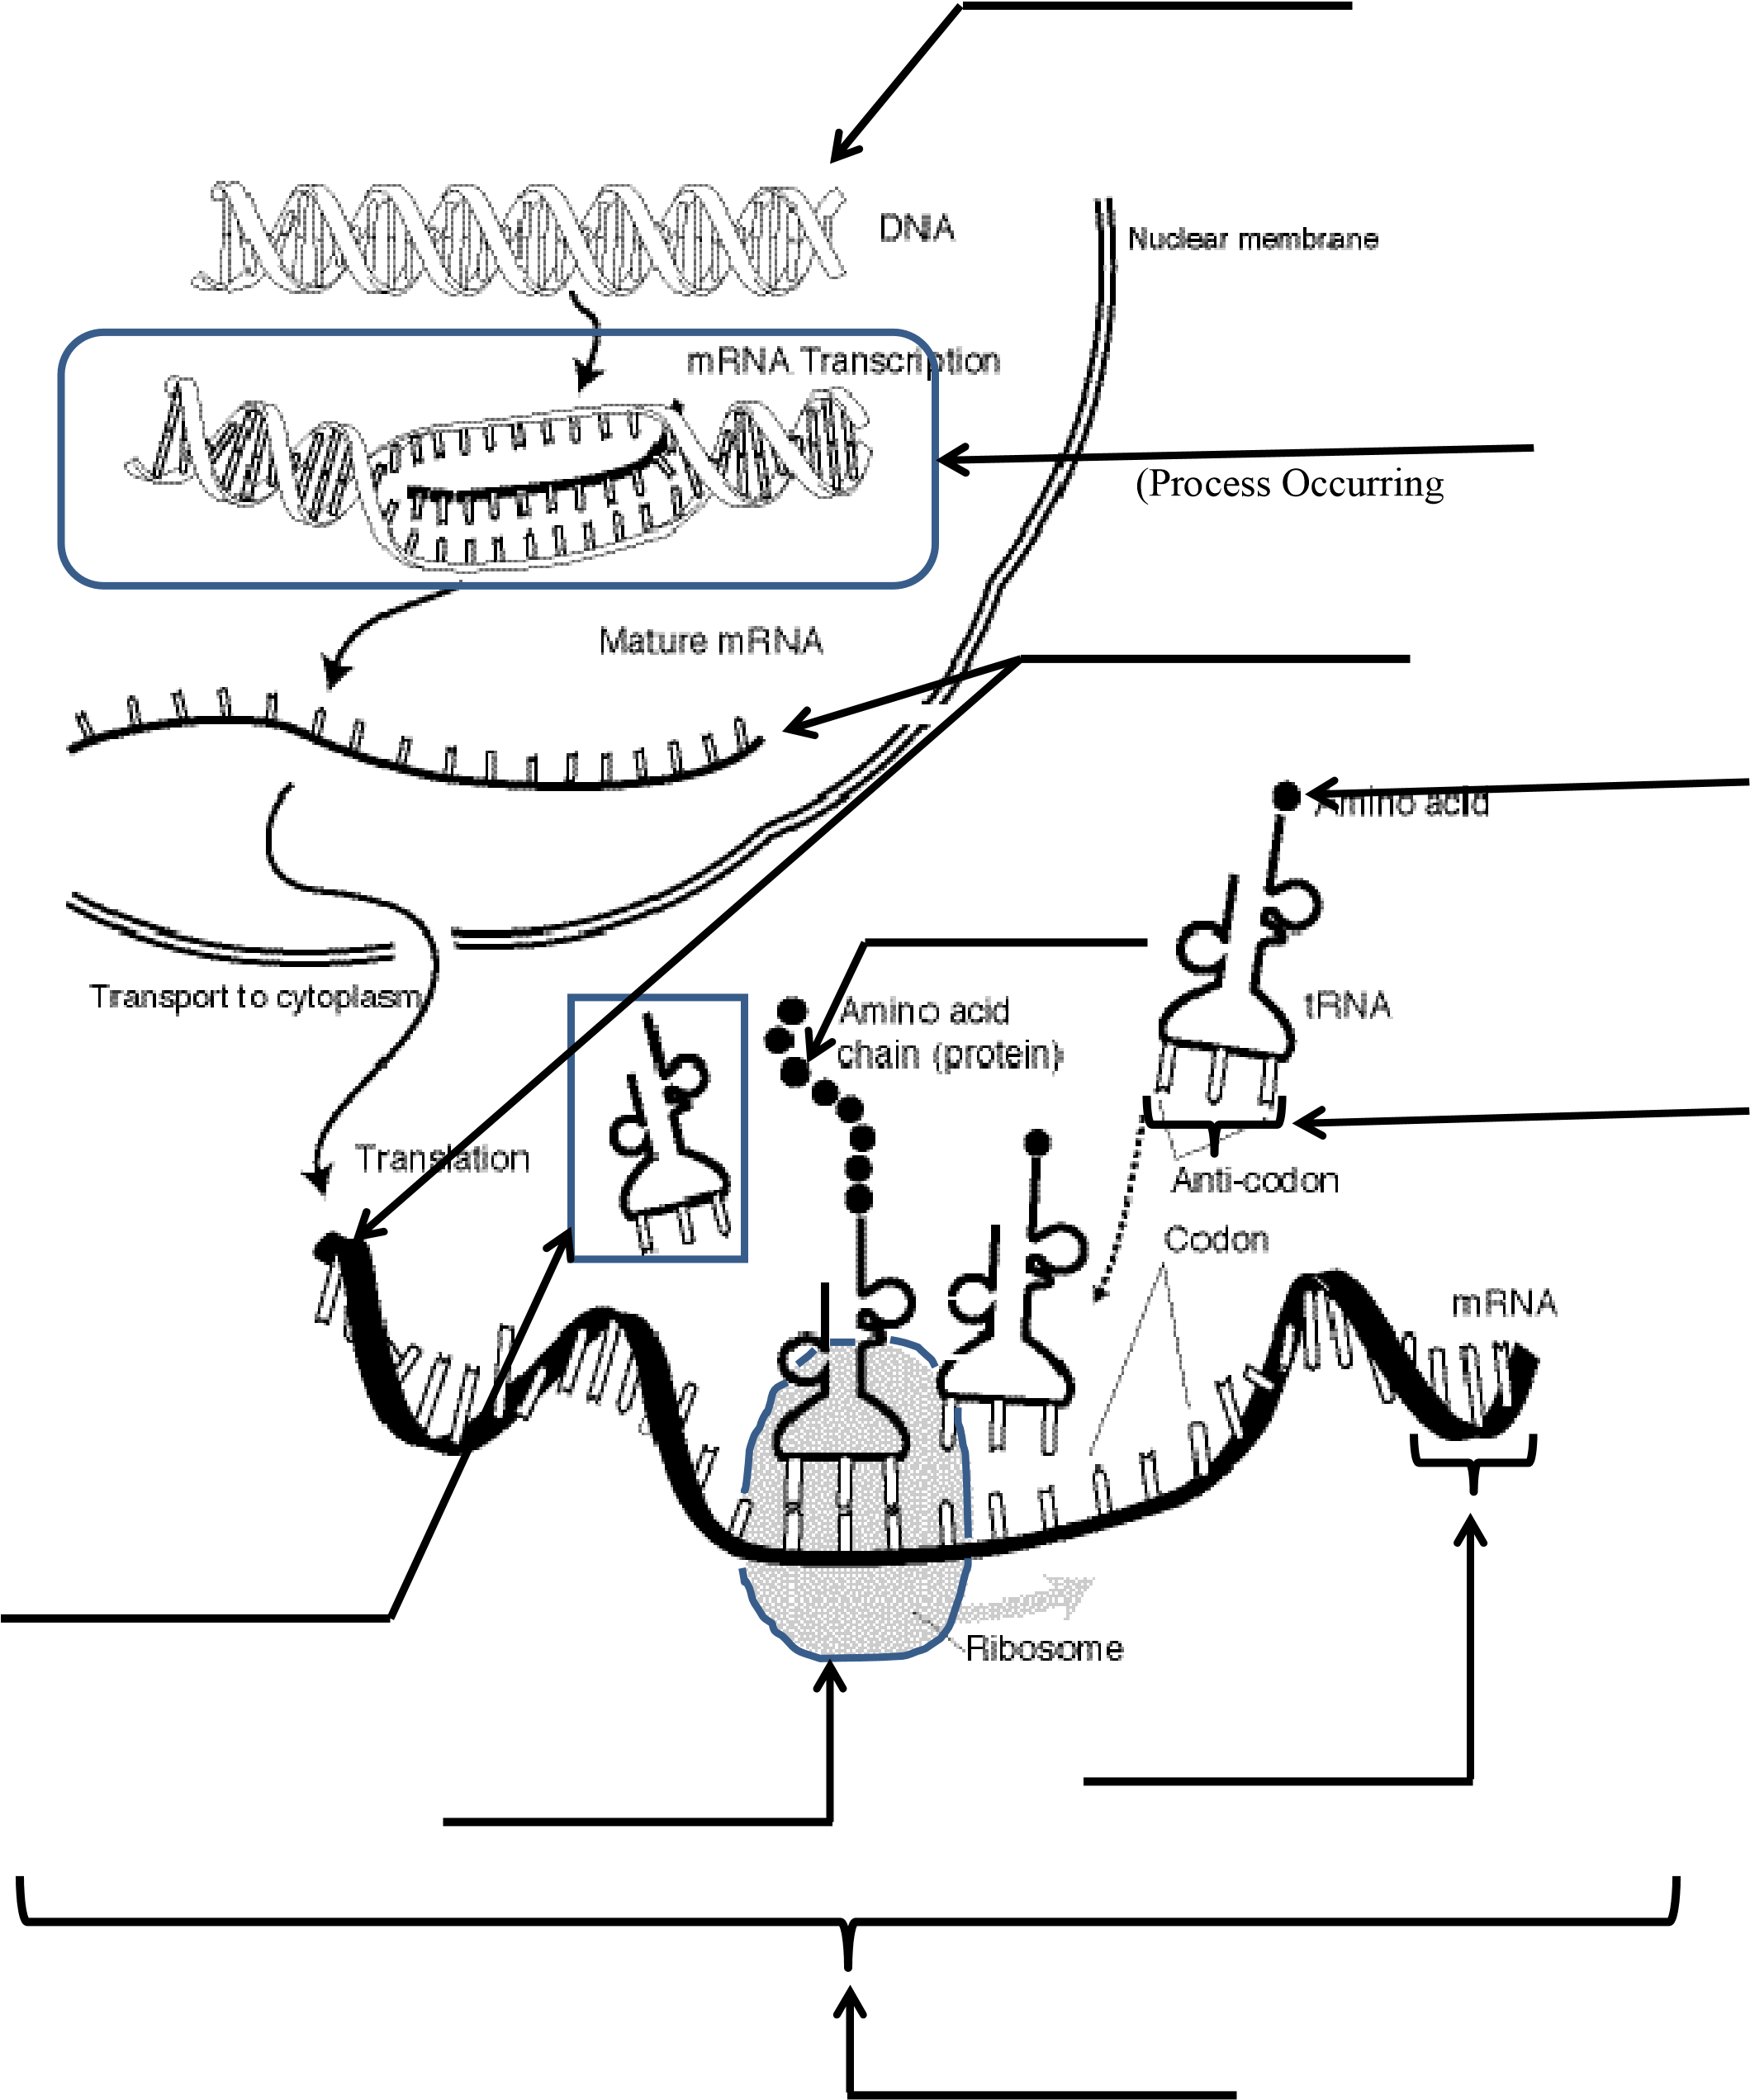 DNA
Nuclear membrane
mRNA Transcription
(Process Occurring
Mature mRNA
Amino acid
Transport to cytoplasm
Amino acid
chain (protein)
tRNA
Translation
Anti-codon
Codon
mRNA
Ribosome